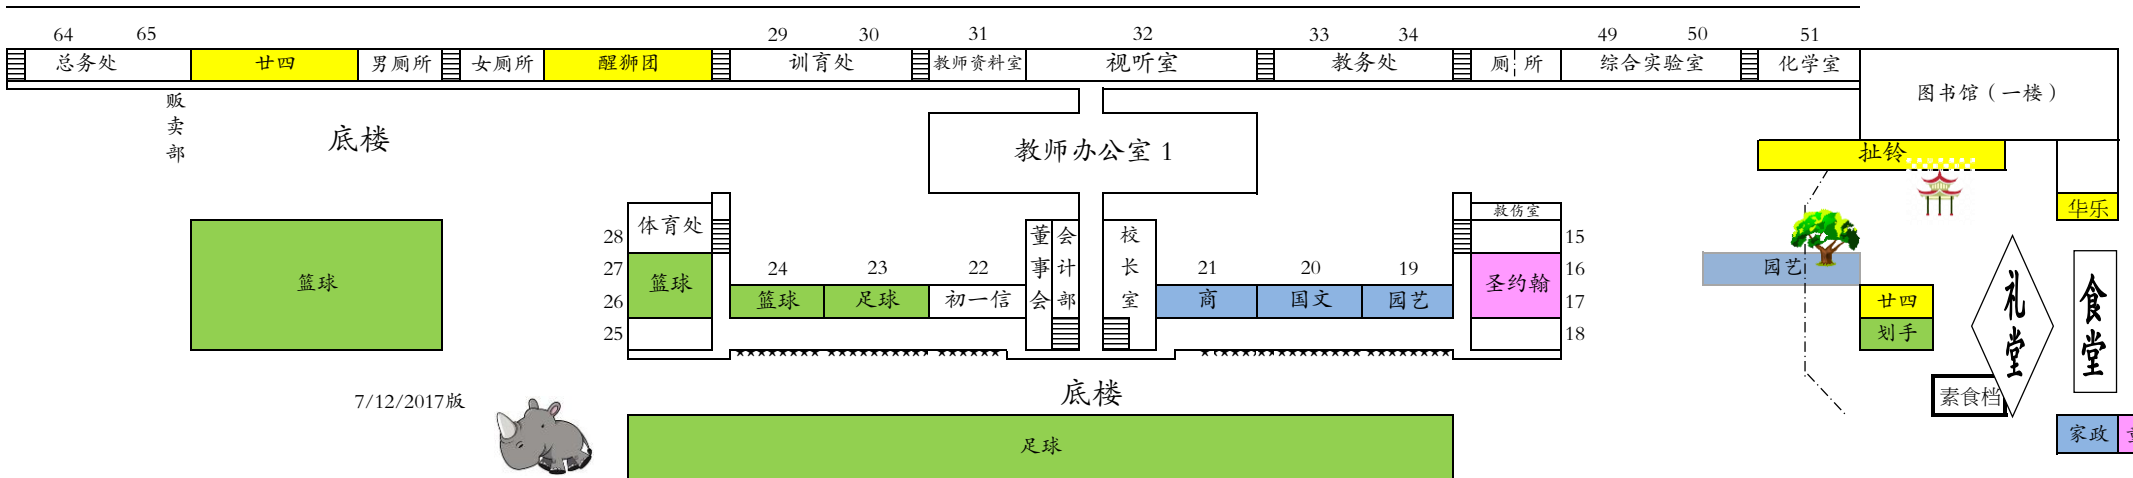 64 65 29 30 31 32 33 34 49 50 51
总务处 廿四 男厕所 女厕所 醒狮团 训育处 教师资料室 视听室 教务处 厕 所 综合实验室 化学室
图书馆（一楼）
贩卖部
底楼
教师办公室 1
扯铃
华乐
体育处
救伤室
28
27
26
25
篮球
篮球
24 23 22
篮球 足球 初一信
董事会
会计部
校长室
21 20 19
商 国文 园艺
15
16
17
18
圣约翰
园艺
廿四
划手
礼堂
食堂
素食档
底楼
7/12/2017版
足球
家政